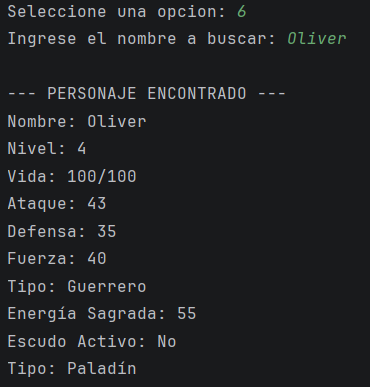 Seleccione una opcion: 6
Ingrese el nombre a buscar: Oliver
--- PERSONAJE ENCONTRADO ---
Nombre: Oliver
Nivel: 4
Vida: 100/100
Ataque: 43
Defensa: 35
Fuerza: 40
Tipo: Guerrero
Energía Sagrada: 55
Escudo Activo: No
Tipo: Paladín